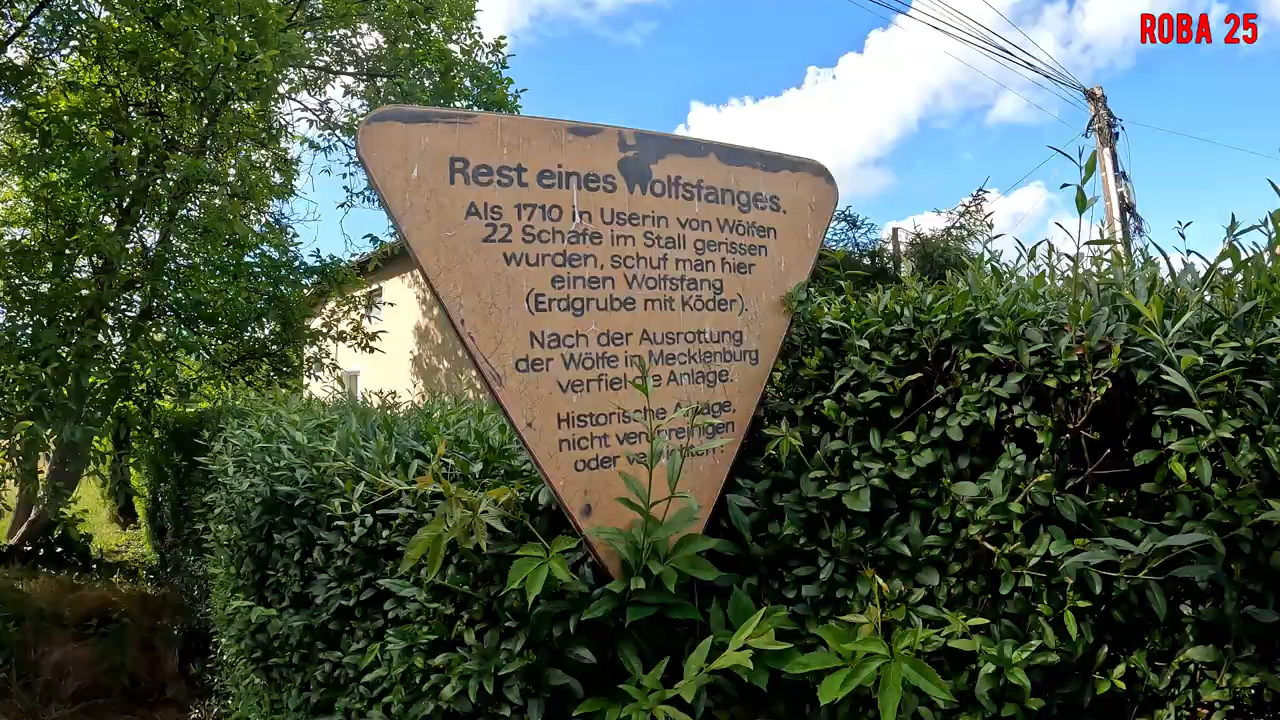 ROBA 25
Rest eines Wolfsfanges.
Als 1710 in Userin von Wölfen
22 Schafe im Stall gerissen
wurden, schuf man hier
einen Wolfsfang
(Erdgrube mit Köder).
Nach der Ausrottung
der Wölfe in Mecklenburg
verfiel die Anlage.
Historische Anlage,
nicht verunreinigen
oder